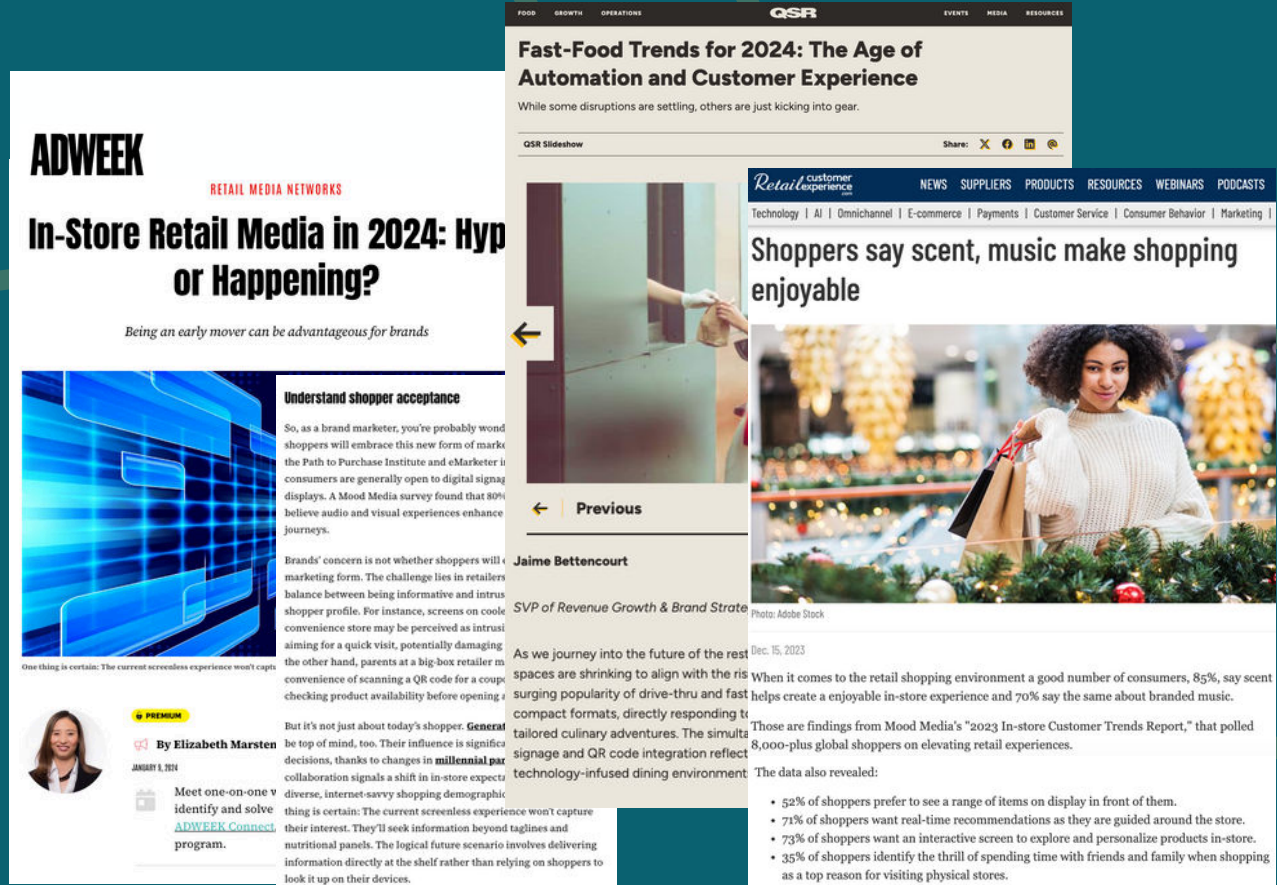 ADWEEK
RETAIL MEDIA NETWORKS
In-Store Retail Media in 2024: Hyp
or Happening?
Being an early mover can be advantageous for brands
One thing is certain: The current screenless experience won't captu
PREMIUM
By Elizabeth Marsten
JANUARY 9, 2024
Meet one-on-one w
identify and solve
ADWEEK Connect
program.
Understand shopper acceptance
So, as a brand marketer, you're probably wond
shoppers will embrace this new form of marke
the Path to Purchase Institute and eMarketer i
consumers are generally open to digital signag
displays. A Mood Media survey found that 80%
believe audio and visual experiences enhance
journeys.
Brands' concern is not whether shoppers will e
marketing form. The challenge lies in retailers
balance between being informative and intrus
shopper profile. For instance, screens on coole
convenience store may be perceived as intrusi
aiming for a quick visit, potentially damaging
the other hand, parents at a big-box retailer m
convenience of scanning a QR code for a coupo
checking product availability before opening a
But it's not just about today's shopper. Generat
be top of mind, too. Their influence is significa
decisions, thanks to changes in millennial par
collaboration signals a shift in in-store expecta
diverse, internet-savvy shopping demographic
thing is certain: The current screenless experience won't capture
their interest. They'll seek information beyond taglines and
nutritional panels. The logical future scenario involves delivering
information directly at the shelf rather than relying on shoppers to
look it up on their devices.
FOOD GROWTH OPERATIONS QSR EVENTS MEDIA RESOURCES
Fast-Food Trends for 2024: The Age of
Automation and Customer Experience
While some disruptions are settling, others are just kicking into gear.
QSR Slideshow Share:
Previous
Jaime Bettencourt
SVP of Revenue Growth & Brand Strate
As we journey into the future of the rest
spaces are shrinking to align with the ris
surging popularity of drive-thru and fast
compact formats, directly responding to
tailored culinary adventures. The simulta
signage and QR code integration reflect
technology-infused dining environment
Retail customer experience .com
NEWS SUPPLIERS PRODUCTS RESOURCES WEBINARS PODCASTS
Technology | AI | Omnichannel | E-commerce | Payments | Customer Service | Consumer Behavior | Marketing |
Shoppers say scent, music make shopping
enjoyable
Photo: Adobe Stock
Dec. 15, 2023
When it comes to the retail shopping environment a good number of consumers, 85%, say scent
helps create a enjoyable in-store experience and 70% say the same about branded music.
Those are findings from Mood Media's "2023 In-store Customer Trends Report," that polled
8,000-plus global shoppers on elevating retail experiences.
The data also revealed:
• 52% of shoppers prefer to see a range of items on display in front of them.
• 71% of shoppers want real-time recommendations as they are guided around the store.
• 73% of shoppers want an interactive screen to explore and personalize products in-store.
• 35% of shoppers identify the thrill of spending time with friends and family when shopping
as a top reason for visiting physical stores.